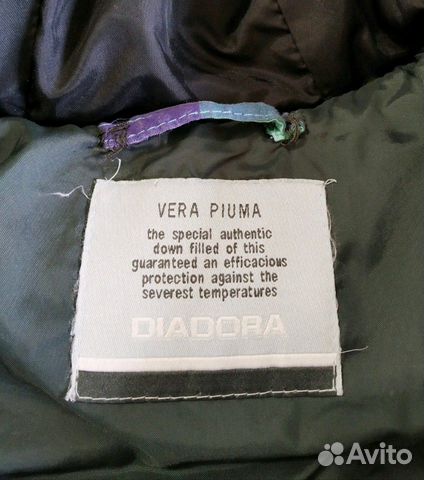 VERA PIUMA
the special authentic
down filled of this
guaranteed an efficacious
protection against the
severest temperatures
DIADORA
Avito